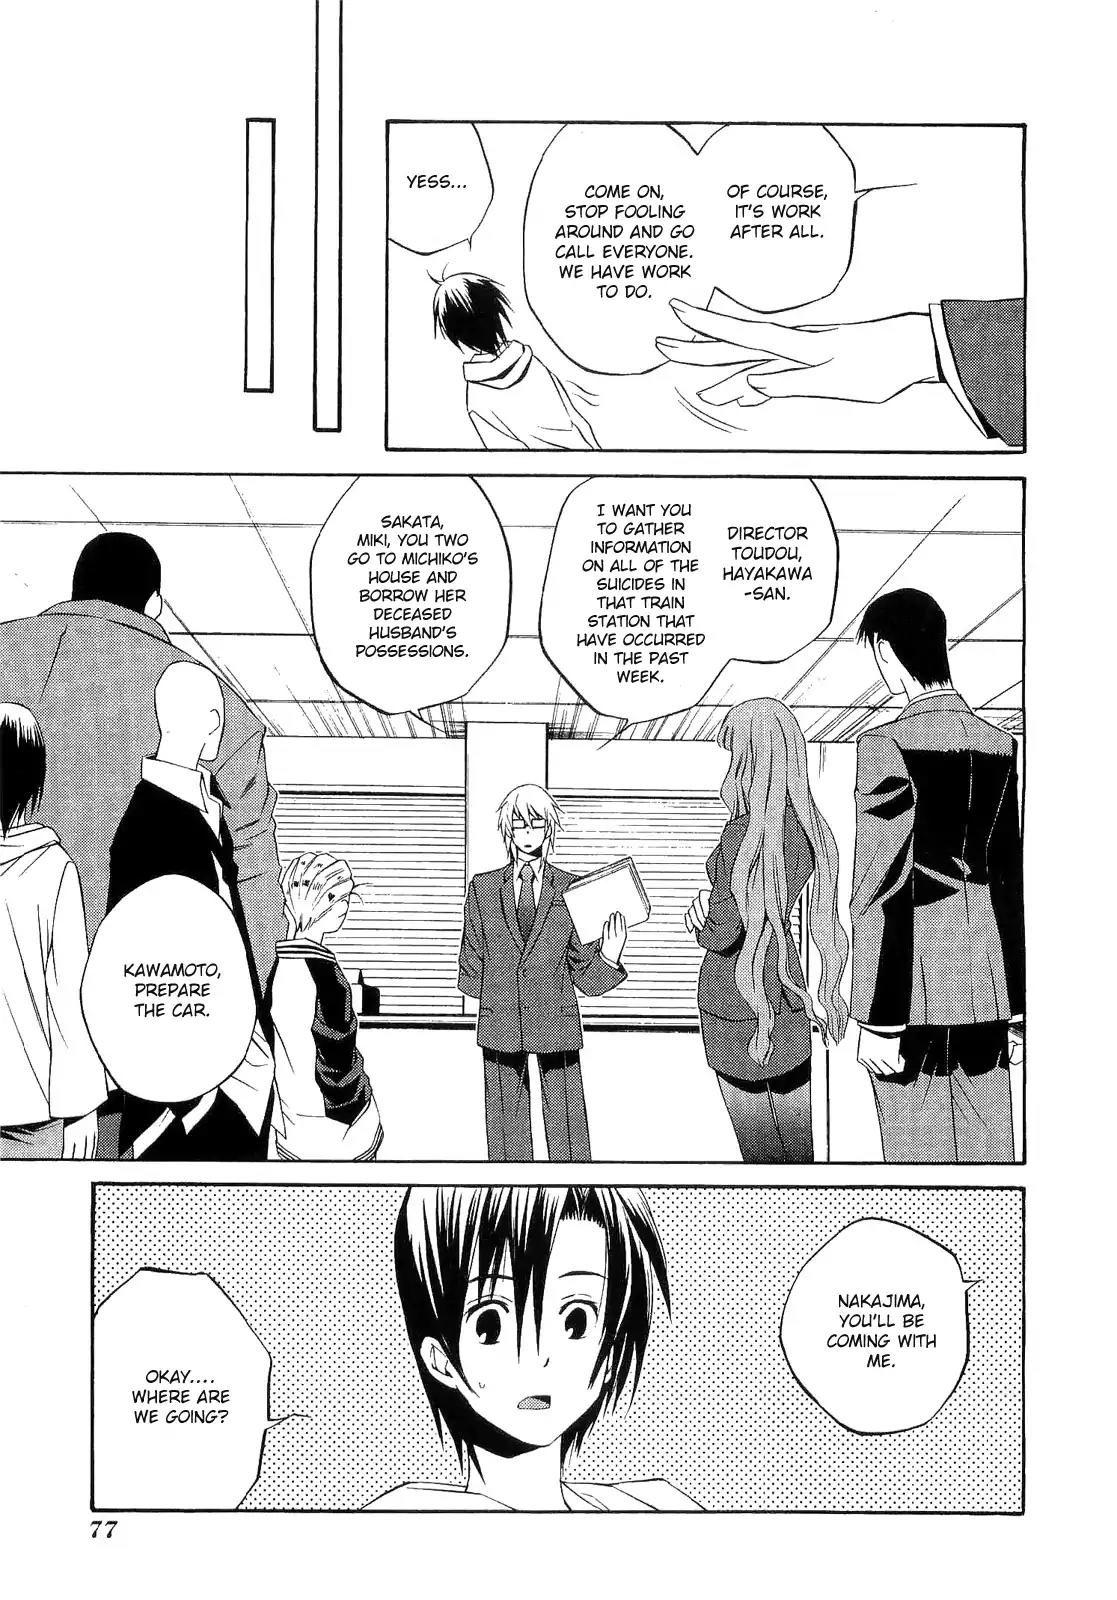 OF COURSE,
IT'S WORK
AFTER ALL.
COME ON,
STOP FOOLING
AROUND AND GO
CALL EVERYONE.
WE HAVE WORK
TO DO.
YESS...
DIRECTOR
TOUDOU,
HAYAKAWA
-SAN.
I WANT YOU
TO GATHER
INFORMATION
ON ALL OF THE
SUICIDES IN
THAT TRAIN
STATION THAT
HAVE OCCURRED
IN THE PAST
WEEK.
SAKATA,
MIKI, YOU TWO
GO TO MICHIKO'S
HOUSE AND
BORROW HER
DECEASED
HUSBAND'S
POSSESSIONS.
KAWAMOTO,
PREPARE
THE CAR.
NAKAJIMA,
YOU'LL BE
COMING WITH
ME.
OKAY....
WHERE ARE
WE GOING?
77